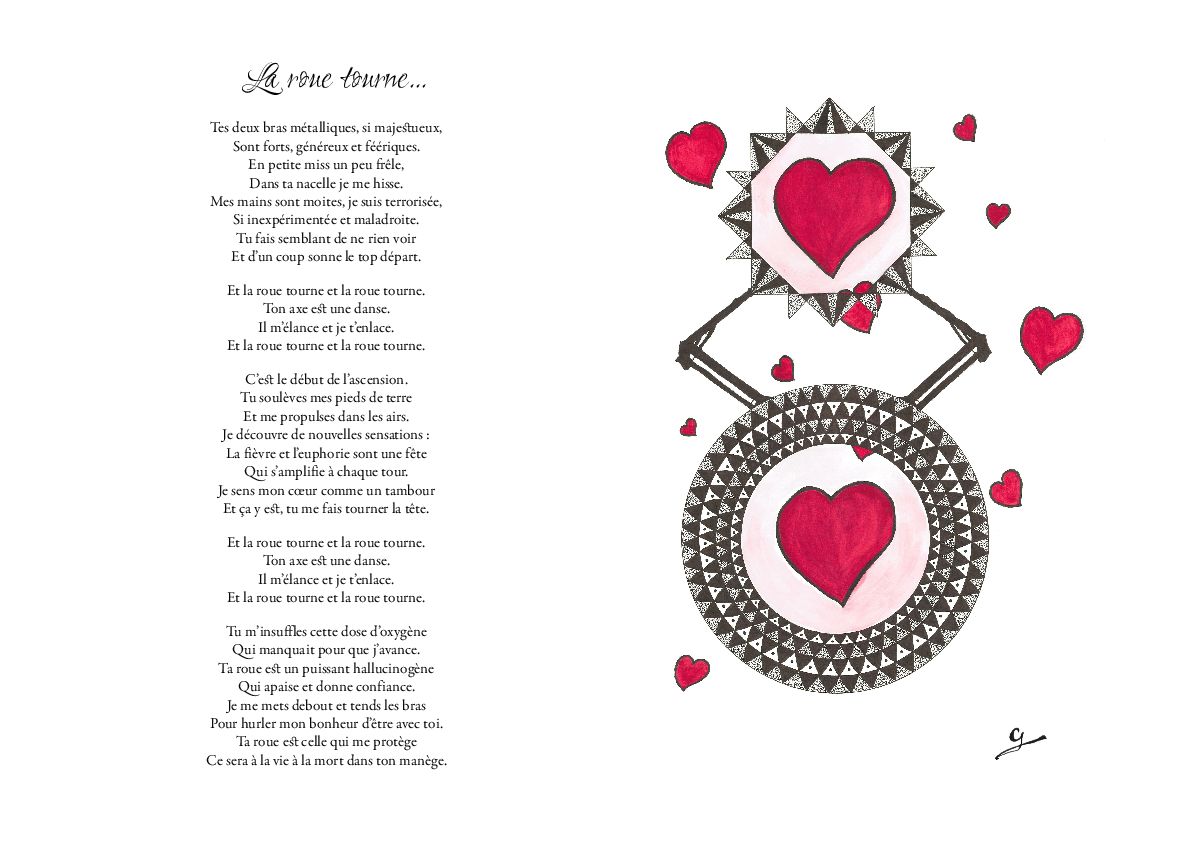 La roue tourne...
Tes deux bras métalliques, si majestueux,
Sont forts, généreux et féériques.
En petite miss un peu frêle,
Dans ta nacelle je me hisse.
Mes mains sont moites, je suis terrorisée,
Si inexpérimentée et maladroite.
Tu fais semblant de ne rien voir
Et d'un coup sonne le top départ.
Et la roue tourne et la roue tourne.
Ton axe est une danse.
Il m'élance et je t'enlace.
Et la roue tourne et la roue tourne.
C'est le début de l'ascension.
Tu soulèves mes pieds de terre
Et me propulses dans les airs.
Je découvre de nouvelles sensations :
La fièvre et l'euphorie sont une fête
Qui s'amplifie à chaque tour.
Je sens mon cœur comme un tambour
Et ça y est, tu me fais tourner la tête.
Et la roue tourne et la roue tourne.
Ton axe est une danse.
Il m'élance et je t'enlace.
Et la roue tourne et la roue tourne.
Tu m'insuffles cette dose d'oxygène
Qui manquait pour que j'avance.
Ta roue est un puissant hallucinogène
Qui apaise et donne confiance.
Je me mets debout et tends les bras
Pour hurler mon bonheur d'être avec toi.
Ta roue est celle qui me protège
Ce sera à la vie à la mort dans ton manège.